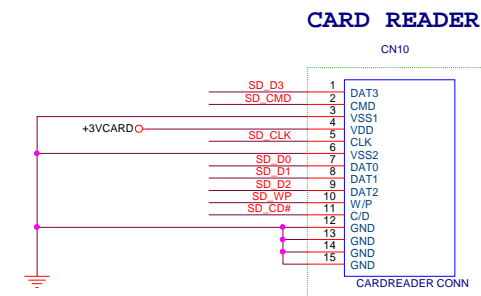 CARD READER
CN10
SD_D3 1 DAT3
SD_CMD 2 CMD
3 VSS1
+3VCARD 4 VDD
SD_CLK 5 CLK
6 VSS2
SD_D0 7 DAT0
SD_D1 8 DAT1
SD_D2 9 DAT2
SD_WP 10 W/P
SD_CD# 11 C/D
12 GND
13 GND
14 GND
15 GND
CARDREADER CONN